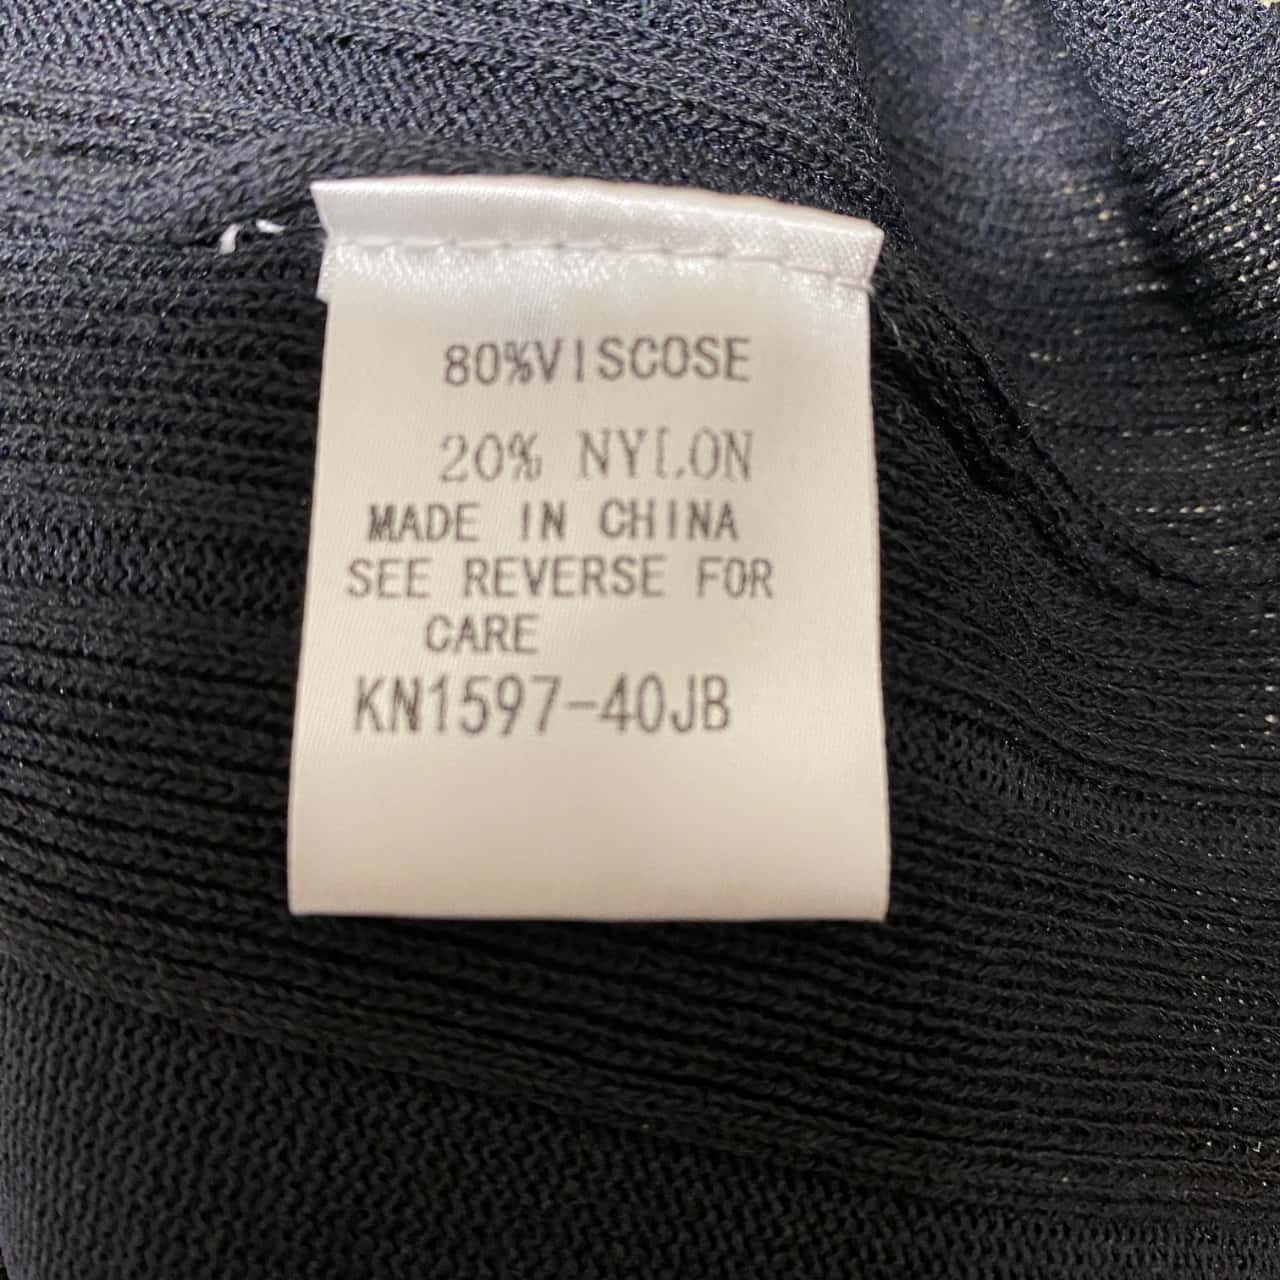 80%VISCOSE
20% NYLON
MADE IN CHINA
SEE REVERSE FOR
CARE
KN1597-40JB